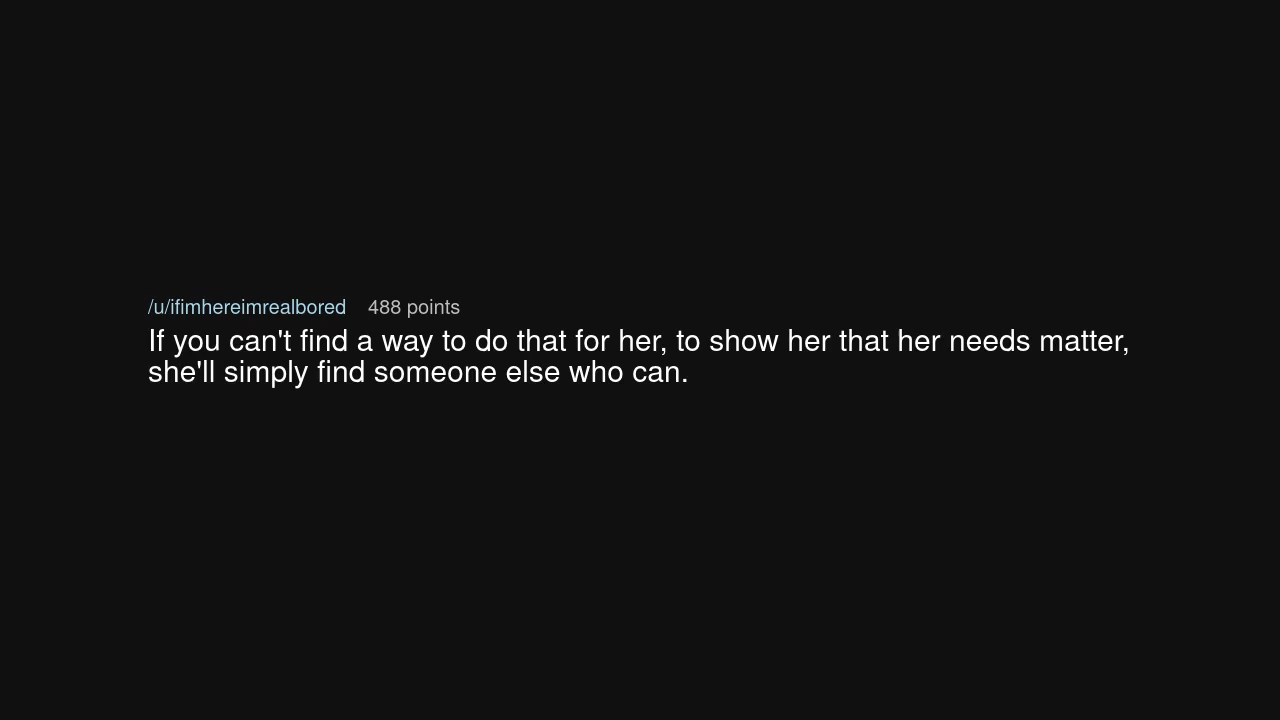 /u/ifimhereimrealbored 488 points
If you can't find a way to do that for her, to show her that her needs matter,
she'll simply find someone else who can.